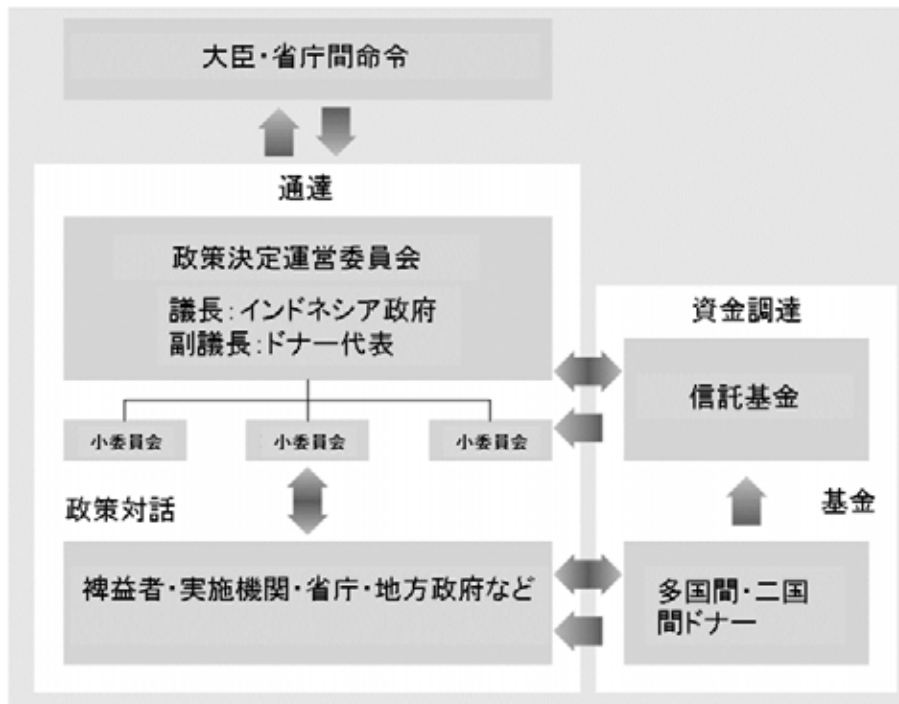 大臣・省庁間命令
通達
政策決定運営委員会
議長:インドネシア政府
副議長:ドナー代表
小委員会
小委員会
小委員会
政策対話
裨益者・実施機関・省庁・地方政府など
資金調達
信託基金
基金
多国間・二国
間ドナー